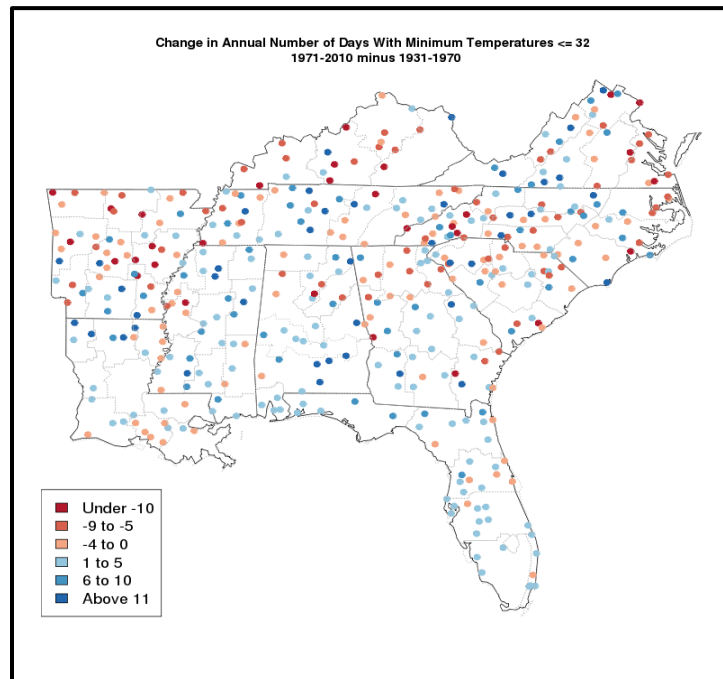 Change in Annual Number of Days With Minimum Temperatures <= 32
1971-2010 minus 1931-1970
Under -10
-9 to -5
-4 to 0
1 to 5
6 to 10
Above 11